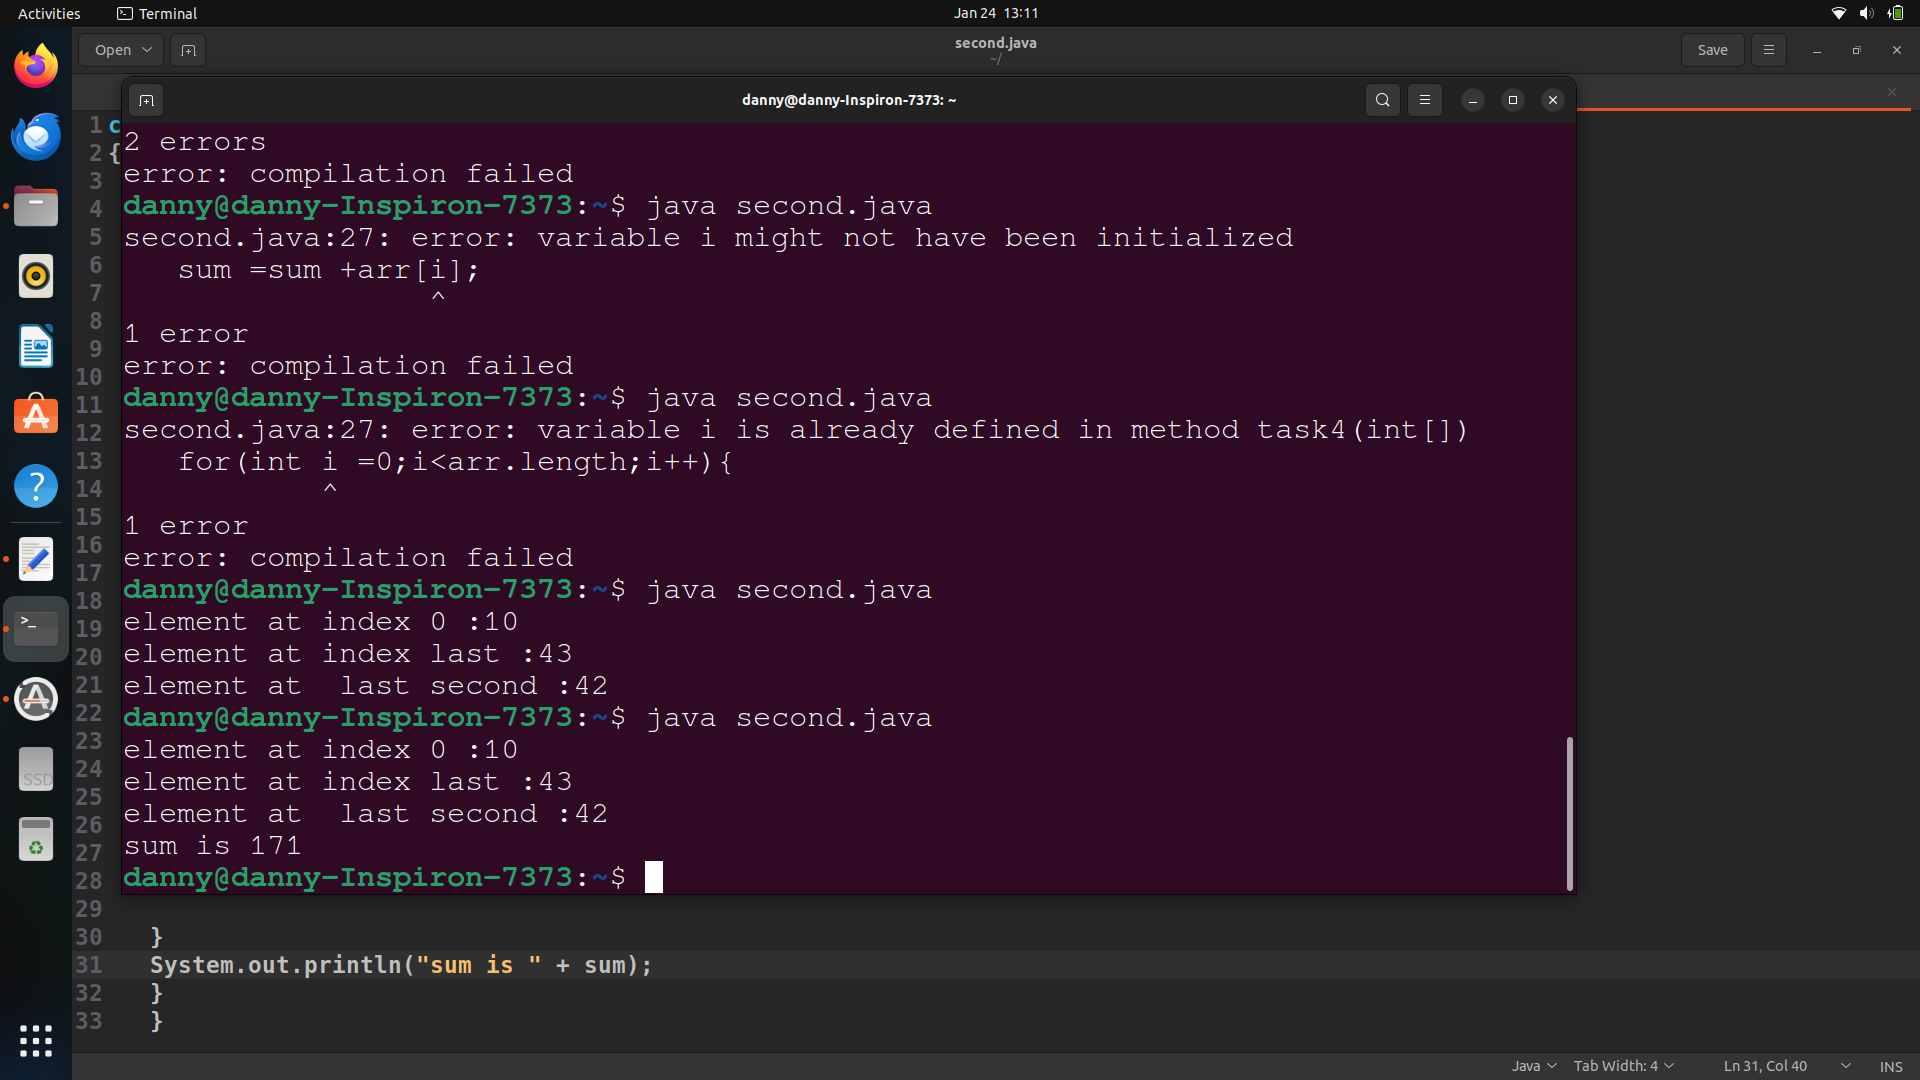 Activities Terminal Jan 24 13:11
Open second.java Save
~/
danny@danny-Inspiron-7373: ~
1 c
2 {
3
4
5
6
7
8
9
10
11
12
13
14
15
16
17
18
19
20
21
22
23
24
25
26
27
28
29
2 errors
error: compilation failed
danny@danny-Inspiron-7373:~$ java second.java
second.java:27: error: variable i might not have been initialized
sum =sum +arr[i];
^
1 error
error: compilation failed
danny@danny-Inspiron-7373:~$ java second.java
second.java:27: error: variable i is already defined in method task4(int[])
for(int i =0;i<arr.length;i++){
^
1 error
error: compilation failed
danny@danny-Inspiron-7373:~$ java second.java
element at index 0 :10
element at index last :43
element at  last second :42
danny@danny-Inspiron-7373:~$ java second.java
element at index 0 :10
element at index last :43
element at  last second :42
sum is 171
danny@danny-Inspiron-7373:~$
30 }
31 System.out.println("sum is " + sum);
32 }
33 }
SSD
Java Tab Width: 4 Ln 31, Col 40 INS